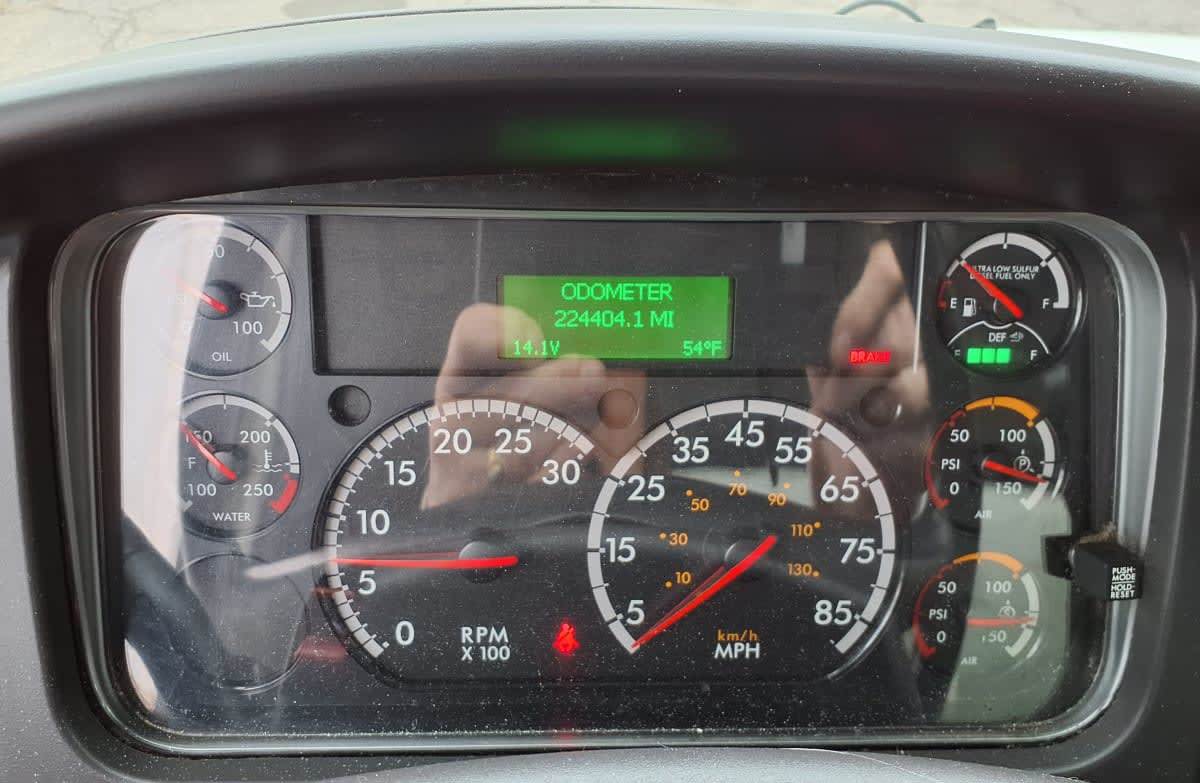 ODOMETER
224404.1 MI
14.1V 54°F
BRAKE
100
OIL
150 200
F
100 250
WATER
0
5
10
15
20
25
30
RPM
X 100
5
15
25
35
45
55
65
75
85
10
30
50
70
90
110
130
km/h
MPH
ULTRA LOW SULFUR
DIESEL FUEL ONLY
E F
DEF
E F
50 100
PSI P
0 150
AIR
50 100
PSI
0 150
AIR
PUSH-
MODE
HOLD-
RESET